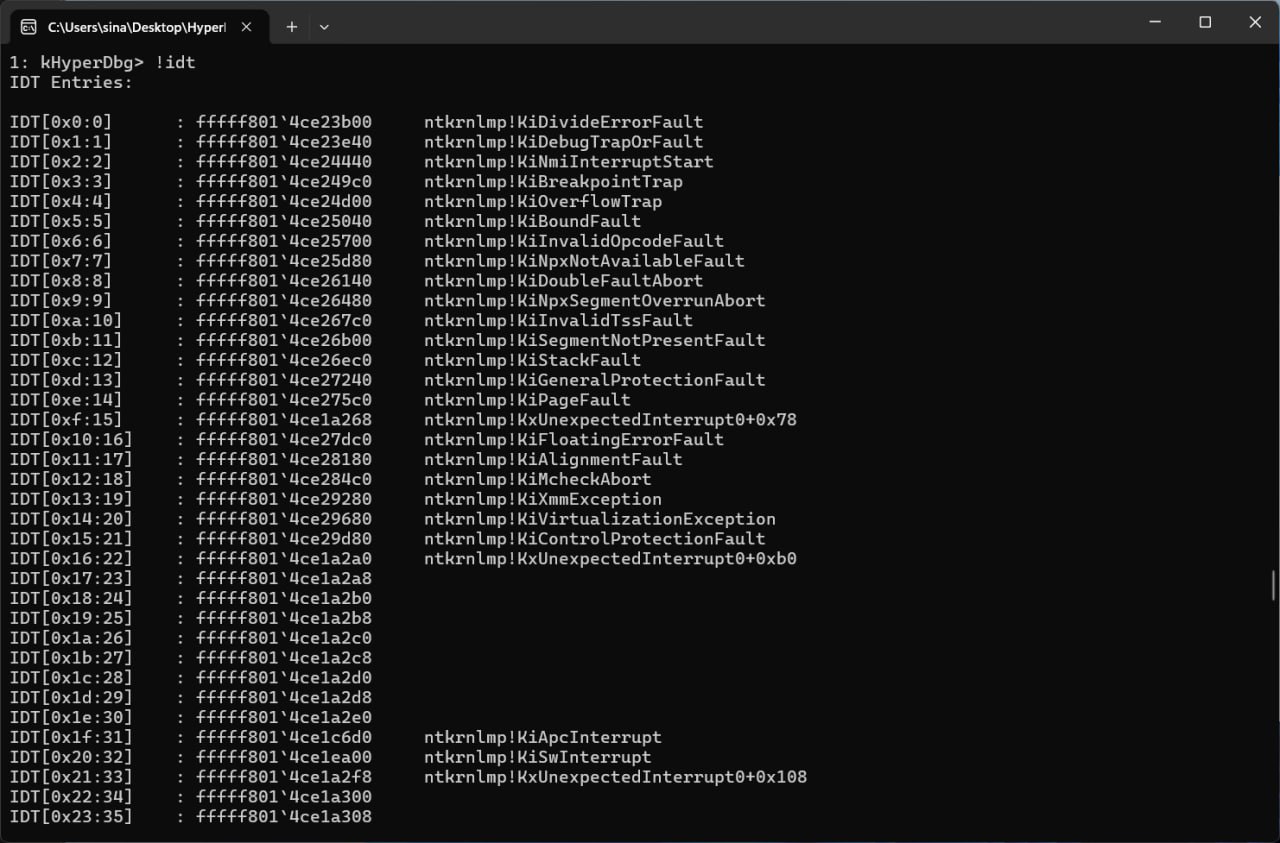 C:\Users\sina\Desktop\Hyper
1: kHyperDbg> !idt
IDT Entries:
IDT[0x0:0] : fffff801`4ce23b00 ntkrnlmp!KiDivideErrorFault
IDT[0x1:1] : fffff801`4ce23e40 ntkrnlmp!KiDebugTrapOrFault
IDT[0x2:2] : fffff801`4ce24440 ntkrnlmp!KiNmiInterruptStart
IDT[0x3:3] : fffff801`4ce249c0 ntkrnlmp!KiBreakpointTrap
IDT[0x4:4] : fffff801`4ce24d00 ntkrnlmp!KiOverflowTrap
IDT[0x5:5] : fffff801`4ce25040 ntkrnlmp!KiBoundFault
IDT[0x6:6] : fffff801`4ce25700 ntkrnlmp!KiInvalidOpcodeFault
IDT[0x7:7] : fffff801`4ce25d80 ntkrnlmp!KiNpxNotAvailableFault
IDT[0x8:8] : fffff801`4ce26140 ntkrnlmp!KiDoubleFaultAbort
IDT[0x9:9] : fffff801`4ce26480 ntkrnlmp!KiNpxSegmentOverrunAbort
IDT[0xa:10] : fffff801`4ce267c0 ntkrnlmp!KiInvalidTssFault
IDT[0xb:11] : fffff801`4ce26b00 ntkrnlmp!KiSegmentNotPresentFault
IDT[0xc:12] : fffff801`4ce26ec0 ntkrnlmp!KiStackFault
IDT[0xd:13] : fffff801`4ce27240 ntkrnlmp!KiGeneralProtectionFault
IDT[0xe:14] : fffff801`4ce275c0 ntkrnlmp!KiPageFault
IDT[0xf:15] : fffff801`4ce1a268 ntkrnlmp!KxUnexpectedInterrupt0+0x78
IDT[0x10:16] : fffff801`4ce27dc0 ntkrnlmp!KiFloatingErrorFault
IDT[0x11:17] : fffff801`4ce28180 ntkrnlmp!KiAlignmentFault
IDT[0x12:18] : fffff801`4ce284c0 ntkrnlmp!KiMcheckAbort
IDT[0x13:19] : fffff801`4ce29280 ntkrnlmp!KiXmmException
IDT[0x14:20] : fffff801`4ce29680 ntkrnlmp!KiVirtualizationException
IDT[0x15:21] : fffff801`4ce29d80 ntkrnlmp!KiControlProtectionFault
IDT[0x16:22] : fffff801`4ce1a2a0 ntkrnlmp!KxUnexpectedInterrupt0+0xb0
IDT[0x17:23] : fffff801`4ce1a2a8
IDT[0x18:24] : fffff801`4ce1a2b0
IDT[0x19:25] : fffff801`4ce1a2b8
IDT[0x1a:26] : fffff801`4ce1a2c0
IDT[0x1b:27] : fffff801`4ce1a2c8
IDT[0x1c:28] : fffff801`4ce1a2d0
IDT[0x1d:29] : fffff801`4ce1a2d8
IDT[0x1e:30] : fffff801`4ce1a2e0
IDT[0x1f:31] : fffff801`4ce1c6d0 ntkrnlmp!KiApcInterrupt
IDT[0x20:32] : fffff801`4ce1ea00 ntkrnlmp!KiSwInterrupt
IDT[0x21:33] : fffff801`4ce1a2f8 ntkrnlmp!KxUnexpectedInterrupt0+0x108
IDT[0x22:34] : fffff801`4ce1a300
IDT[0x23:35] : fffff801`4ce1a308